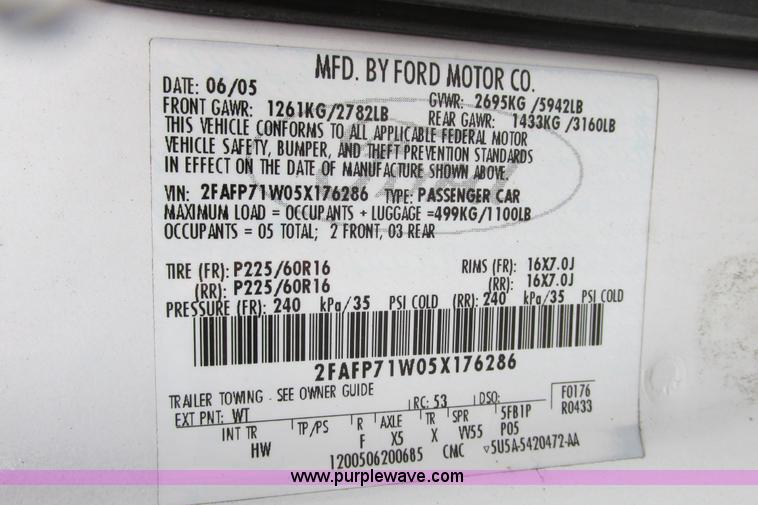 MFD. BY FORD MOTOR CO.
DATE: 06/05 GVWR: 2695KG /5942LB
FRONT GAWR: 1261KG/2782LB REAR GAWR: 1433KG /3160LB
THIS VEHICLE CONFORMS TO ALL APPLICABLE FEDERAL MOTOR
VEHICLE SAFETY, BUMPER, AND THEFT PREVENTION STANDARDS
IN EFFECT ON THE DATE OF MANUFACTURE SHOWN ABOVE.
VIN: 2FAFP71W05X176286 TYPE: PASSENGER CAR
MAXIMUM LOAD = OCCUPANTS + LUGGAGE =499KG/1100LB
OCCUPANTS = 05 TOTAL; 2 FRONT, 03 REAR
TIRE (FR): P225/60R16 RIMS (FR): 16X7.0J
(RR): P225/60R16 (RR): 16X7.0J
PRESSURE (FR): 240 kPa/35 PSI COLD (RR): 240 kPa/35 PSI COLD
2FAFP71W05X176286
TRAILER TOWING - SEE OWNER GUIDE
EXT PNT: WT RC: 53 DSO: F0176
R0433
INT TR TP/PS R AXLE TR SPR 5FB1P
HW F X5 X VV55 P05
1200506200685 CMC ▿5U5A-5420472-AA
www.purplewave.com